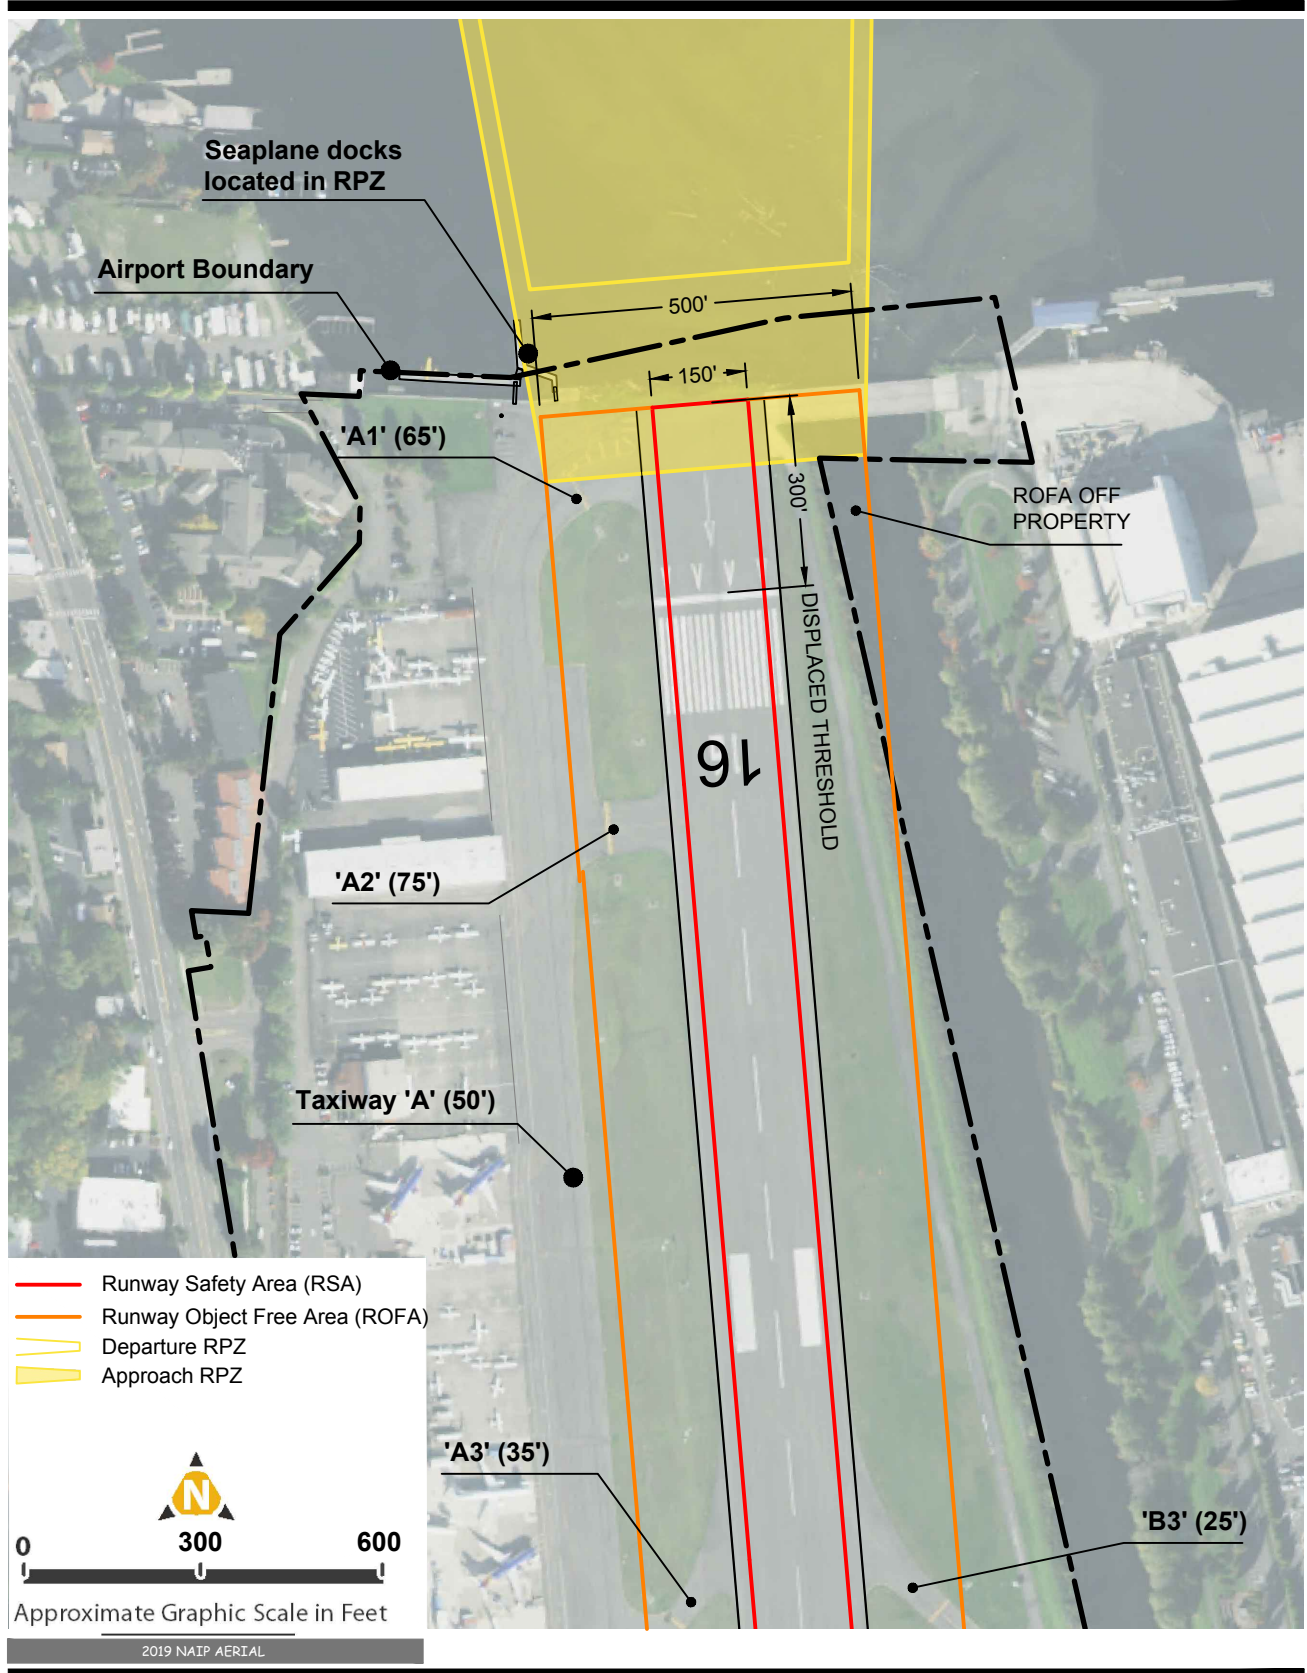 Seaplane docks
located in RPZ
Airport Boundary
500'
150'
'A1' (65')
300'
ROFA OFF
PROPERTY
DISPLACED THRESHOLD
16
'A2' (75')
Taxiway 'A' (50')
Runway Safety Area (RSA)
Runway Object Free Area (ROFA)
Departure RPZ
Approach RPZ
'A3' (35')
N
'B3' (25')
0 300 600
Approximate Graphic Scale in Feet
2019 NAIP AERIAL